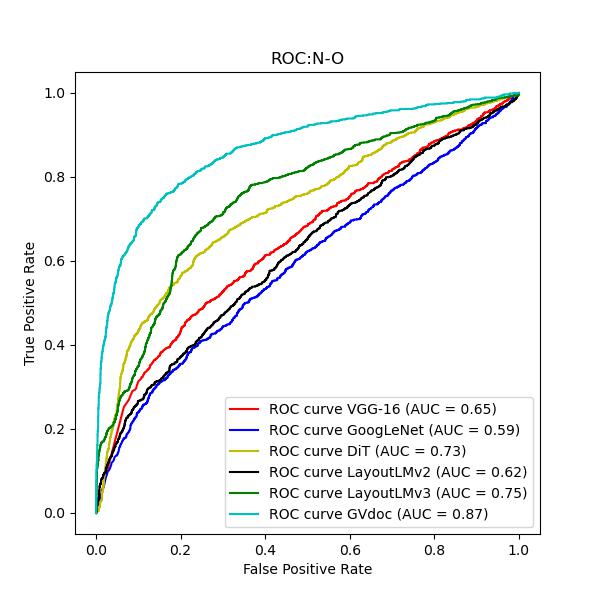 ROC:N-O
True Positive Rate
1.0
0.8
0.6
0.4
0.2
0.0
ROC curve VGG-16 (AUC = 0.65)
ROC curve GoogLeNet (AUC = 0.59)
ROC curve DiT (AUC = 0.73)
ROC curve LayoutLMv2 (AUC = 0.62)
ROC curve LayoutLMv3 (AUC = 0.75)
ROC curve GVdoc (AUC = 0.87)
0.0 0.2 0.4 0.6 0.8 1.0
False Positive Rate